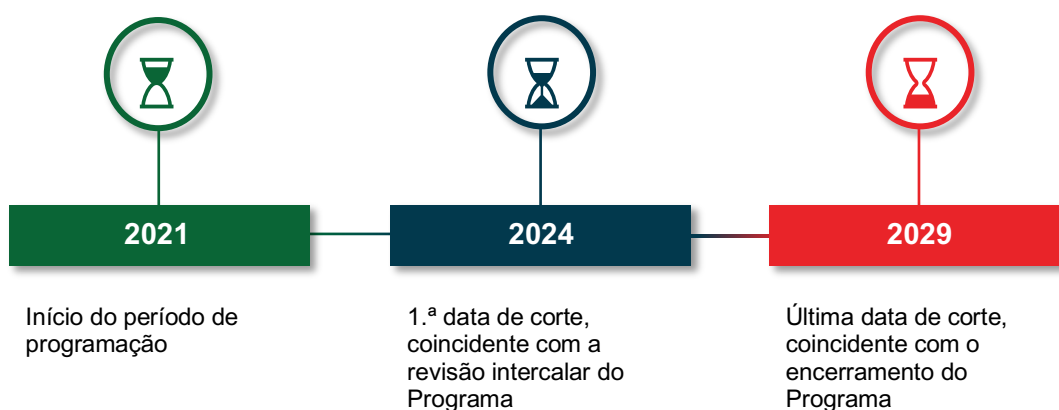 2021
Início do período de
programação
2024
1.ª data de corte,
coincidente com a
revisão intercalar do
Programa
2029
Última data de corte,
coincidente com o
encerramento do
Programa